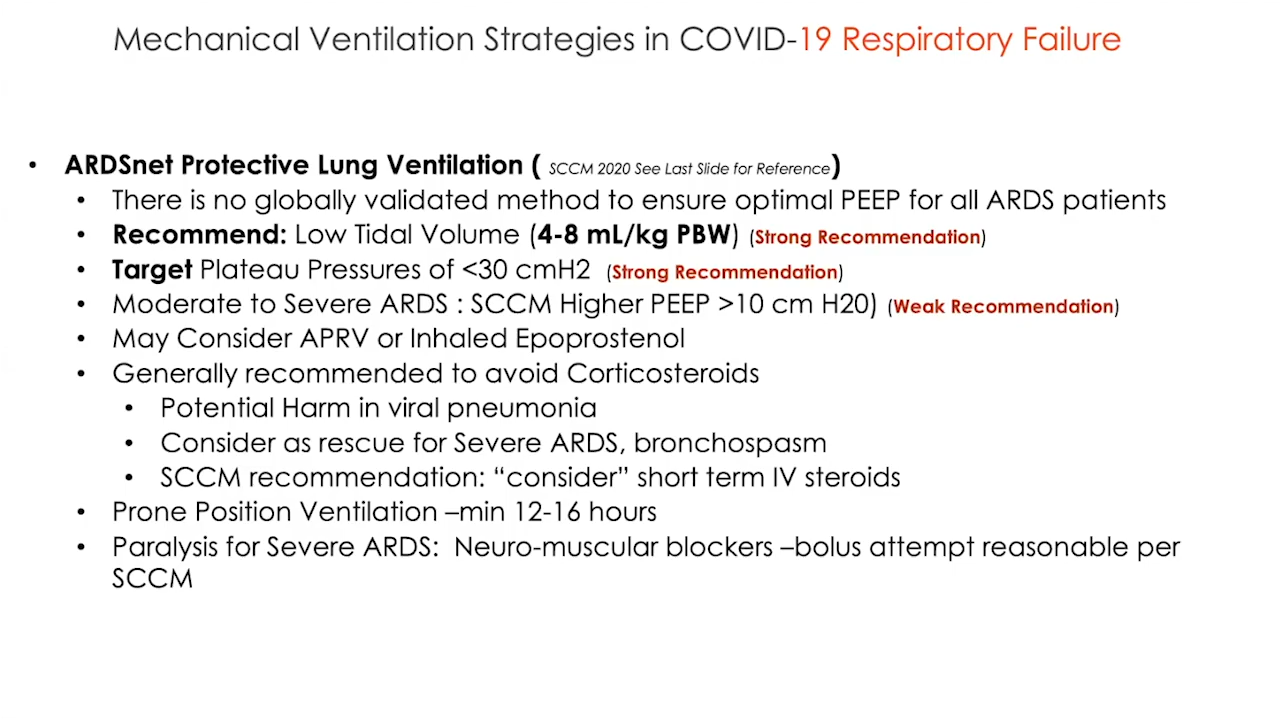 Mechanical Ventilation Strategies in COVID-19 Respiratory Failure
• ARDSnet Protective Lung Ventilation ( SCCM 2020 See Last Slide for Reference)
• There is no globally validated method to ensure optimal PEEP for all ARDS patients
• Recommend: Low Tidal Volume (4-8 mL/kg PBW) (Strong Recommendation)
• Target Plateau Pressures of <30 cmH2 (Strong Recommendation)
• Moderate to Severe ARDS : SCCM Higher PEEP >10 cm H20) (Weak Recommendation)
• May Consider APRV or Inhaled Epoprostenol
• Generally recommended to avoid Corticosteroids
• Potential Harm in viral pneumonia
• Consider as rescue for Severe ARDS, bronchospasm
• SCCM recommendation: “consider” short term IV steroids
• Prone Position Ventilation –min 12-16 hours
• Paralysis for Severe ARDS: Neuro-muscular blockers –bolus attempt reasonable per
SCCM